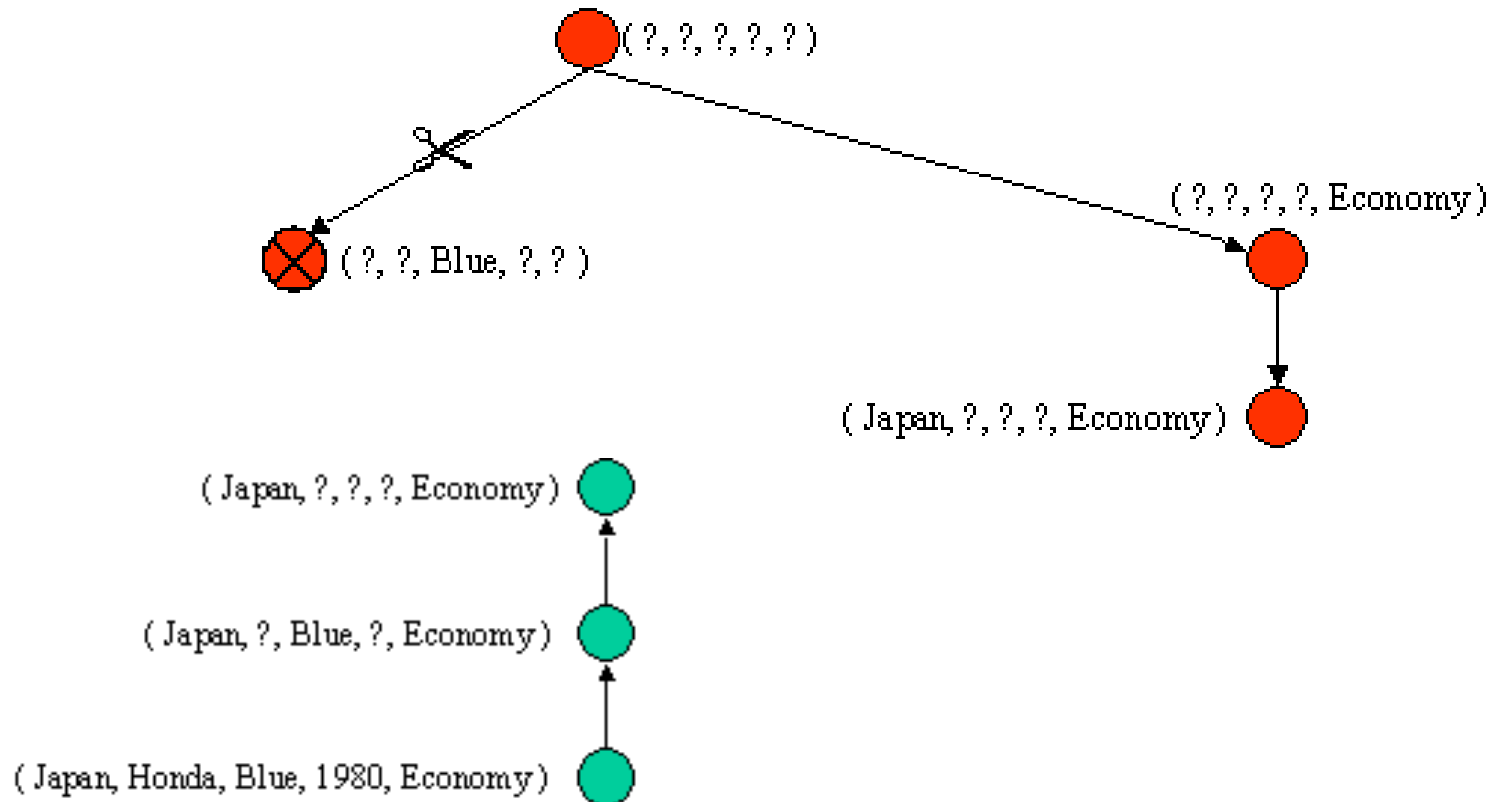 ( ?, ?, ?, ?, ? )
( ?, ?, ?, ?, Economy )
( ?, ?, Blue, ?, ? )
( Japan, ?, ?, ?, Economy )
( Japan, ?, ?, ?, Economy )
( Japan, ?, Blue, ?, Economy )
( Japan, Honda, Blue, 1980, Economy )